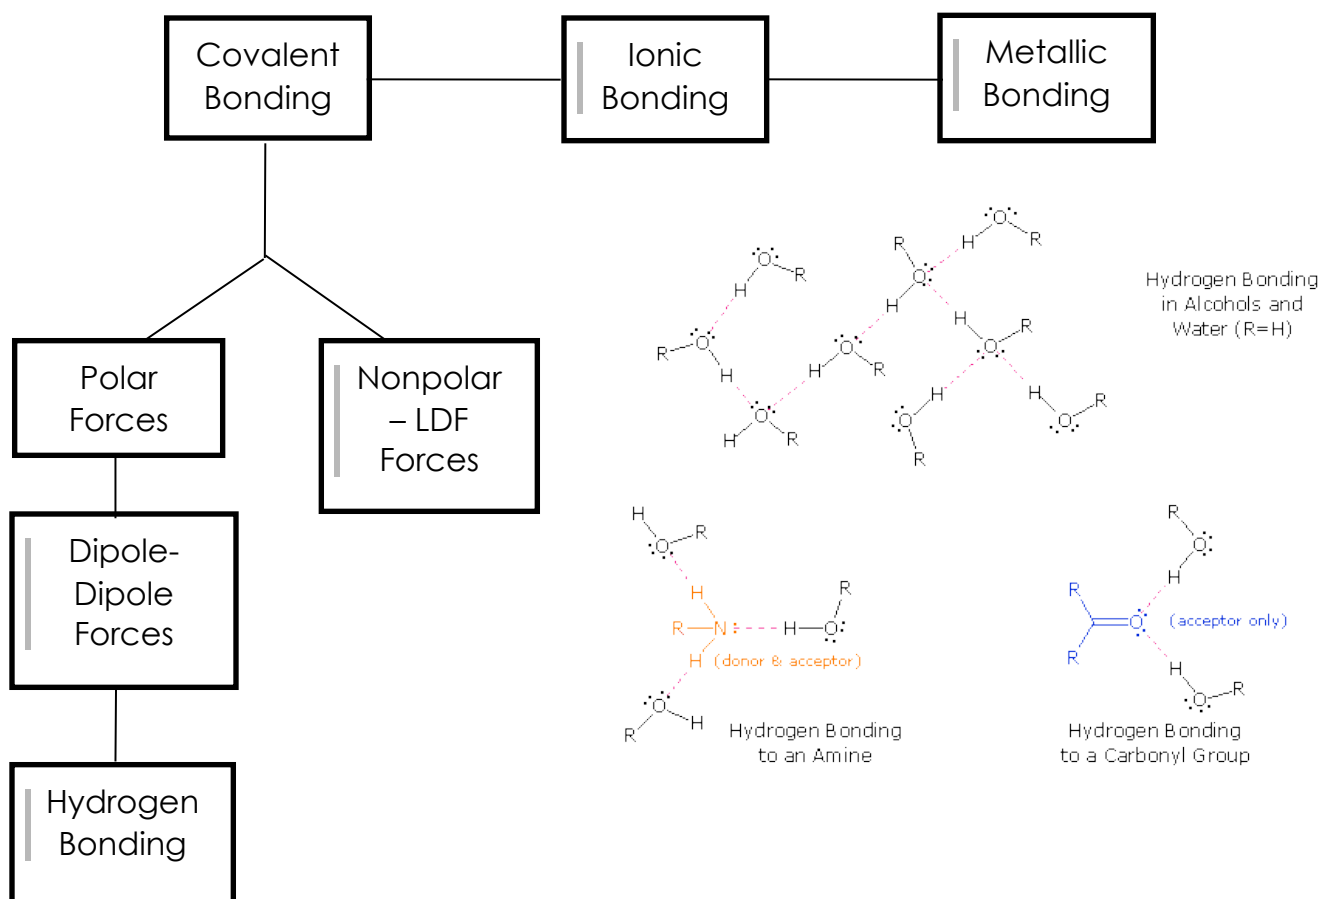 Covalent
Bonding
Ionic
Bonding
Metallic
Bonding
Polar
Forces
Nonpolar
– LDF
Forces
Dipole-
Dipole
Forces
Hydrogen
Bonding
O
H
R
O
R
H
O
H
R
O
H
R
R
O
H
H
O
R
H
O
R
H
O
R
H
O
R
Hydrogen Bonding
in Alcohols and
Water (R=H)
H
O
R
H
R
N
H
(donor & acceptor)
H
O
R
O
R
H
Hydrogen Bonding
to an Amine
R
O
H
R
O
R
(acceptor only)
H
O
R
Hydrogen Bonding
to a Carbonyl Group